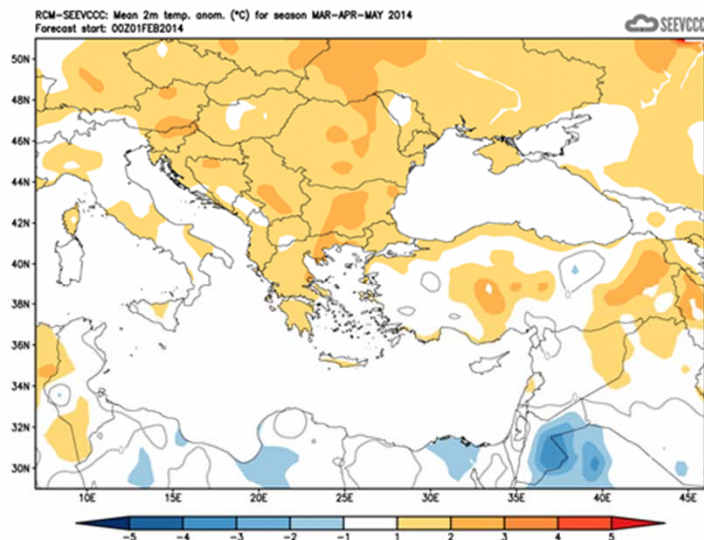 RCM-SEEVCCC: Mean 2m temp. anom. (°C) for season MAR-APR-MAY 2014
Forecast start: 00Z01FEB2014
SEEVCCC
50N
48N
46N
44N
42N
40N
38N
36N
34N
32N
30N
10E 15E 20E 25E 30E 35E 40E 45E
-5 -4 -3 -2 -1 1 2 3 4 5